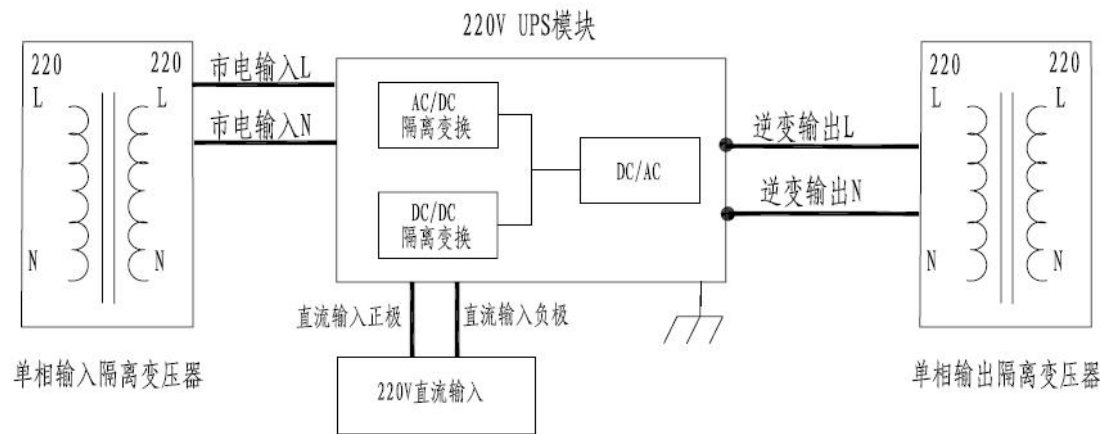 220V UPS模块
220 220
L L
N N
单相输入隔离变压器
市电输入L
市电输入N
AC/DC
隔离变换
DC/DC
隔离变换
DC/AC
直流输入正极
直流输入负极
220V直流输入
逆变输出L
逆变输出N
220 220
L L
N N
单相输出隔离变压器